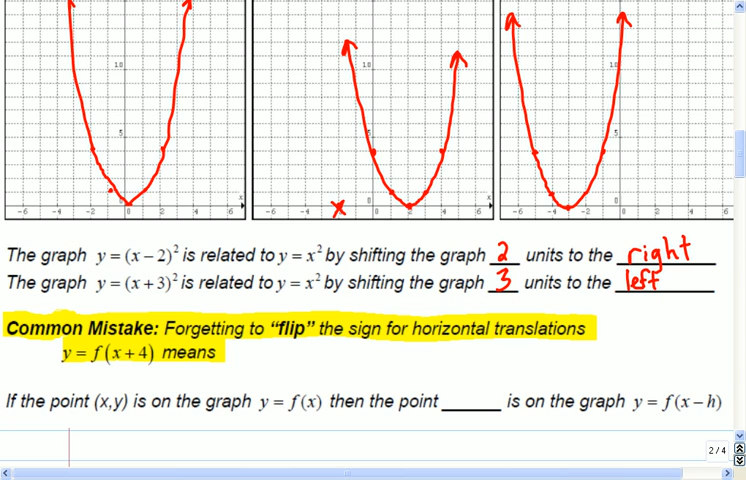 10 10 10
5 5 5
x x
0 0 0
-6 -4 -2 0 2 4 6 -2 0 2 4 6 -6 -4 -2 0 2 4 6
The graph y = (x − 2)² is related to y = x² by shifting the graph 2 units to the right
The graph y = (x + 3)² is related to y = x² by shifting the graph 3 units to the left
Common Mistake: Forgetting to “flip” the sign for horizontal translations
y = f(x + 4) means
If the point (x,y) is on the graph y = f(x) then the point ______ is on the graph y = f(x − h)
2 / 4